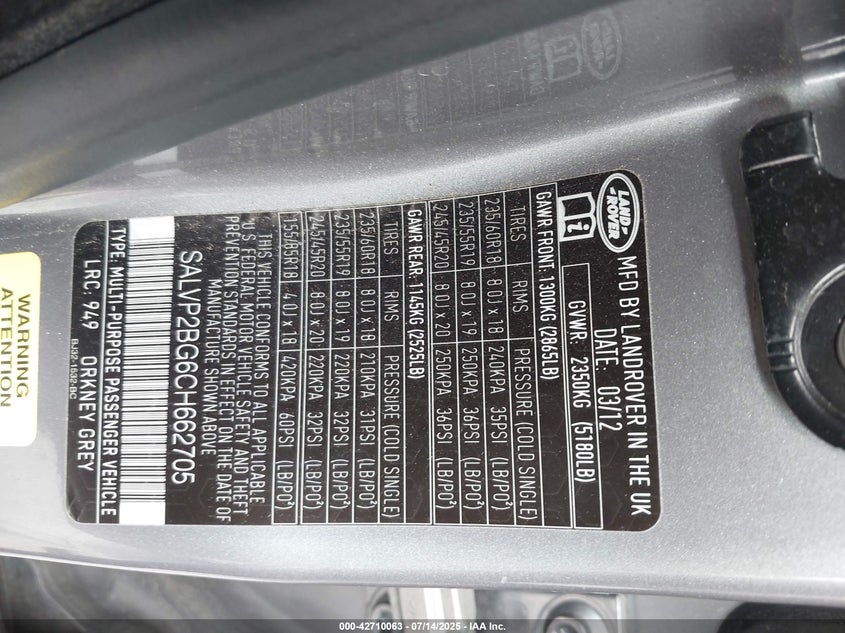 LAND-
-ROVER
MFD BY LANDROVER IN THE UK
DATE: 03/12
GVWR: 2350KG (5180LB)
GAWR FRONT: 1300KG (2865LB)
TIRES RIMS PRESSURE (COLD SINGLE)
235/60R18 8.0J x 18 240KPA 35PSI (LB/PO²)
235/55R19 8.0J x 19 250KPA 36PSI (LB/PO²)
245/45R20 8.0J x 20 250KPA 36PSI (LB/PO²)
GAWR REAR: 1145KG (2525LB)
TIRES RIMS PRESSURE (COLD SINGLE)
235/60R18 8.0J x 18 210KPA 31PSI (LB/PO²)
235/55R19 8.0J x 19 220KPA 32PSI (LB/PO²)
245/45R20 8.0J x 20 220KPA 32PSI (LB/PO²)
155/85R18 4.0J x 18 420KPA 60PSI (LB/PO²)
THIS VEHICLE CONFORMS TO ALL APPLICABLE
U.S. FEDERAL MOTOR VEHICLE SAFETY AND THEFT
PREVENTION STANDARDS IN EFFECT ON THE DATE OF
MANUFACTURE SHOWN ABOVE
SALVP2BG6CH662705
TYPE: MULTI-PURPOSE PASSENGER VEHICLE
LRC, 949 ORKNEY GREY
BJ32-1532-BC
WARNING
ATTENTION
000-42710063 - 07/14/2025 - IAA Inc.